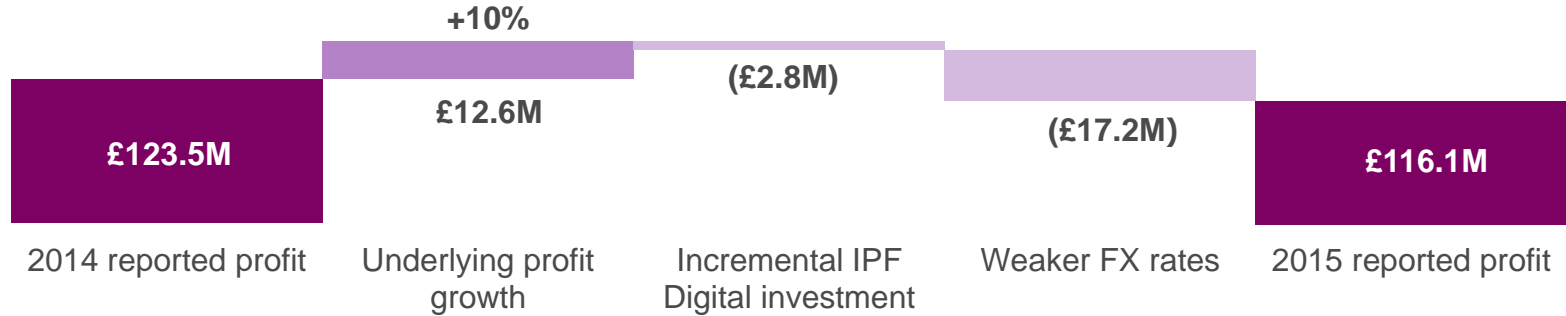 +10%
(£2.8M)
£12.6M
(£17.2M)
£123.5M
£116.1M
2014 reported profit
Underlying profit
growth
Incremental IPF
Digital investment
Weaker FX rates
2015 reported profit